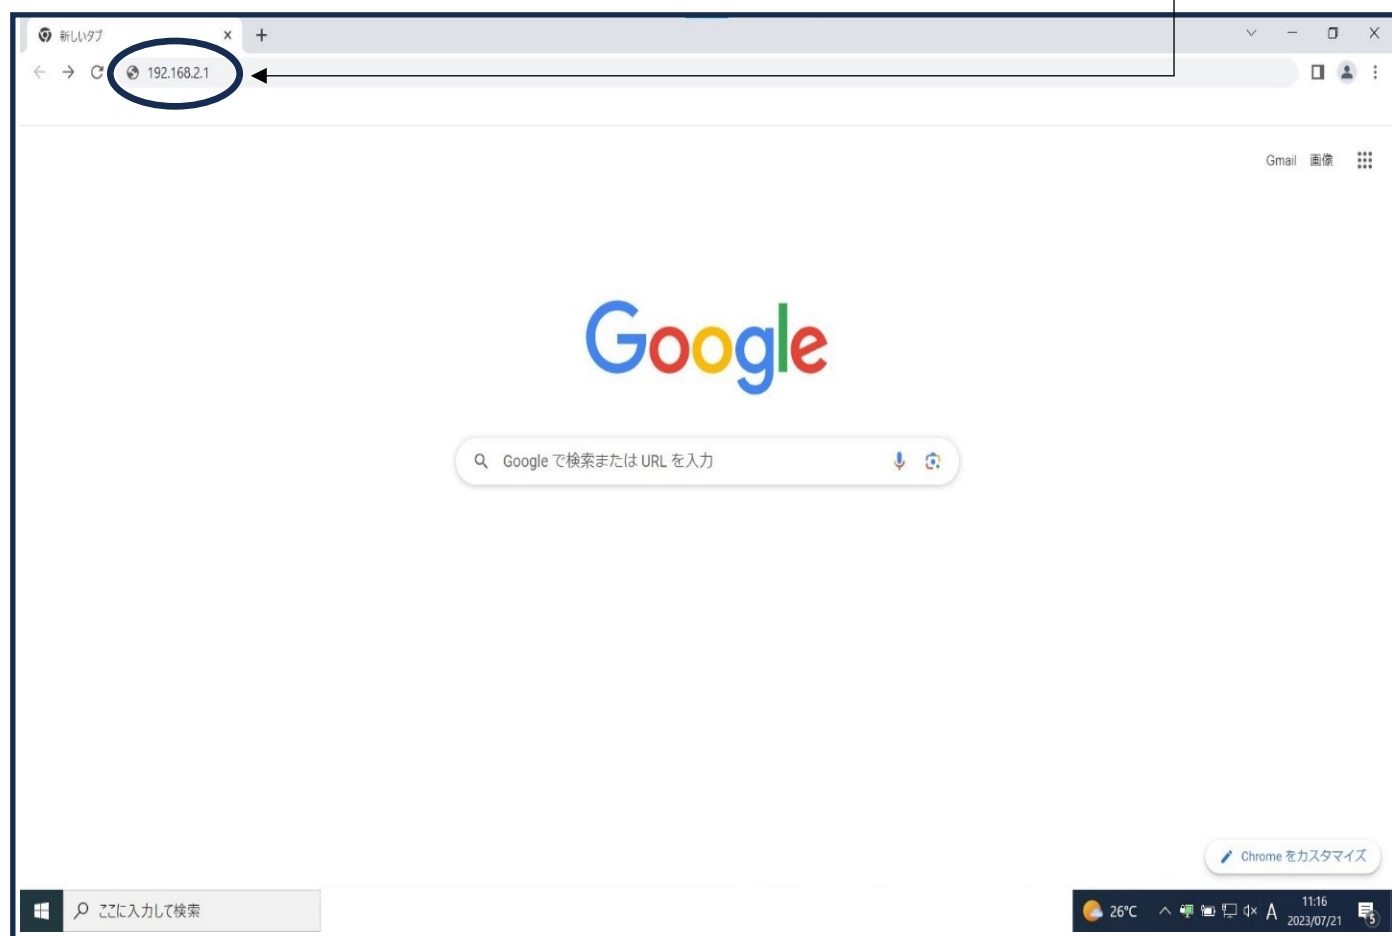 新しいタブ
192.168.2.1
Gmail 画像
Google
Google で検索または URL を入力
Chrome をカスタマイズ
ここに入力して検索
26°C
A
11:16
2023/07/21
5